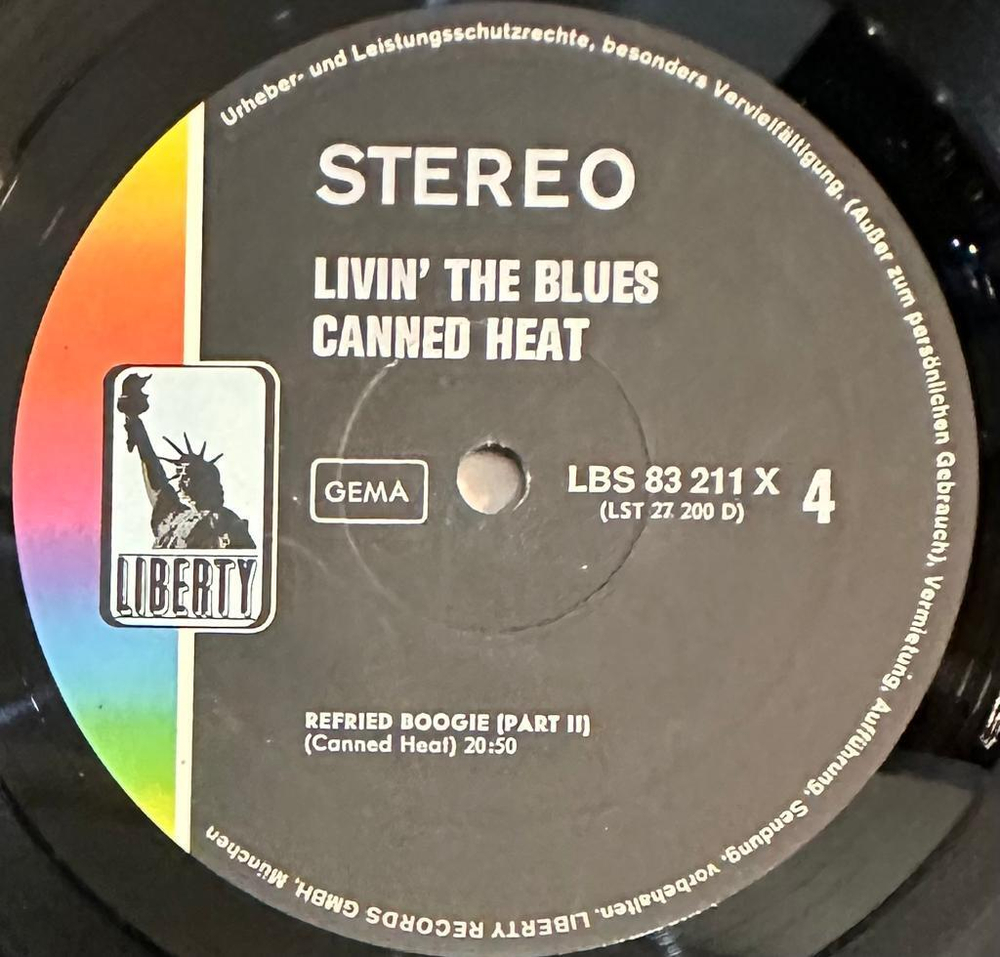 Urheber- und Leistungsschutzrechte, besonders Vervielfältigung, (Außer zum persönlichen Gebrauch), Vermietung, Aufführung, Sendung, vorbehalten. LIBERTY RECORDS GMBH, München
STEREO
LIVIN' THE BLUES
CANNED HEAT
GEMA
LBS 83 211 X 4
(LST 27 200 D)
LIBERTY
REFRIED BOOGIE (PART II)
(Canned Heat) 20:50